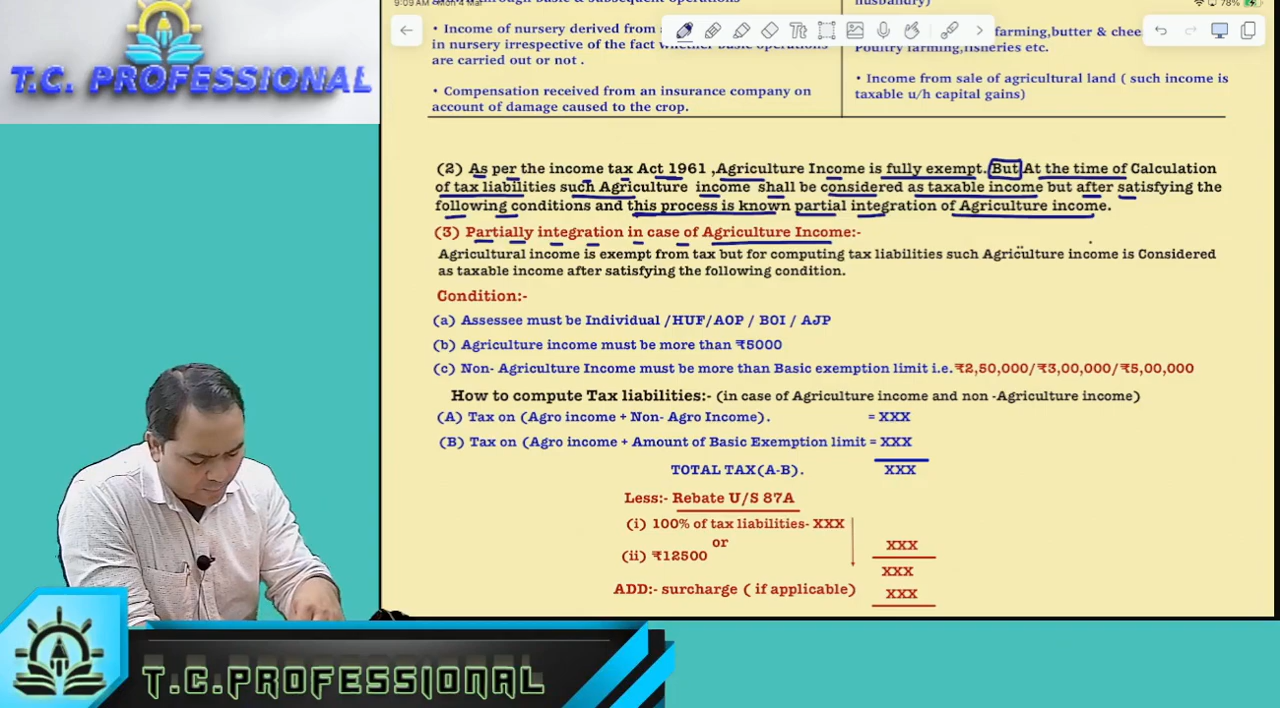 9:09 AM Mon 4 Mar
78%
T.C. PROFESSIONAL
• Income of nursery derived from
in nursery irrespective of the fact whether basic operations
are carried out or not .
• Compensation received from an insurance company on
account of damage caused to the crop.
husbandry)
farming,butter & chee
Poultry farming,fisheries etc.
• Income from sale of agricultural land ( such income is
taxable u/h capital gains)
(2) As per the income tax Act 1961 ,Agriculture Income is fully exempt. But At the time of Calculation
of tax liabilities such Agriculture income shall be considered as taxable income but after satisfying the
following conditions and this process is known partial integration of Agriculture income.
(3) Partially integration in case of Agriculture Income:-
Agricultural income is exempt from tax but for computing tax liabilities such Agriculture income is Considered
as taxable income after satisfying the following condition.
Condition:-
(a) Assessee must be Individual /HUF/AOP / BOI / AJP
(b) Agriculture income must be more than ₹5000
(c) Non- Agriculture Income must be more than Basic exemption limit i.e.₹2,50,000/₹3,00,000/₹5,00,000
How to compute Tax liabilities:- (in case of Agriculture income and non -Agriculture income)
(A) Tax on (Agro income + Non- Agro Income). = XXX
(B) Tax on (Agro income + Amount of Basic Exemption limit = XXX
TOTAL TAX(A-B). XXX
Less:- Rebate U/S 87A
(i) 100% of tax liabilities- XXX
or
(ii) ₹12500
XXX
XXX
ADD:- surcharge ( if applicable) XXX
T.C.PROFESSIONAL